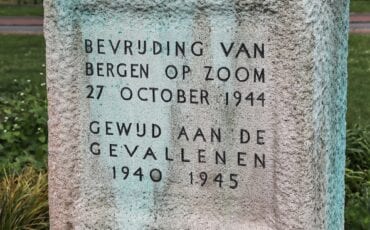 BEVRIJDING VAN
BERGEN OP ZOOM
27 OCTOBER 1944
GEWIJD AAN DE
GEVALLENEN
1940 1945